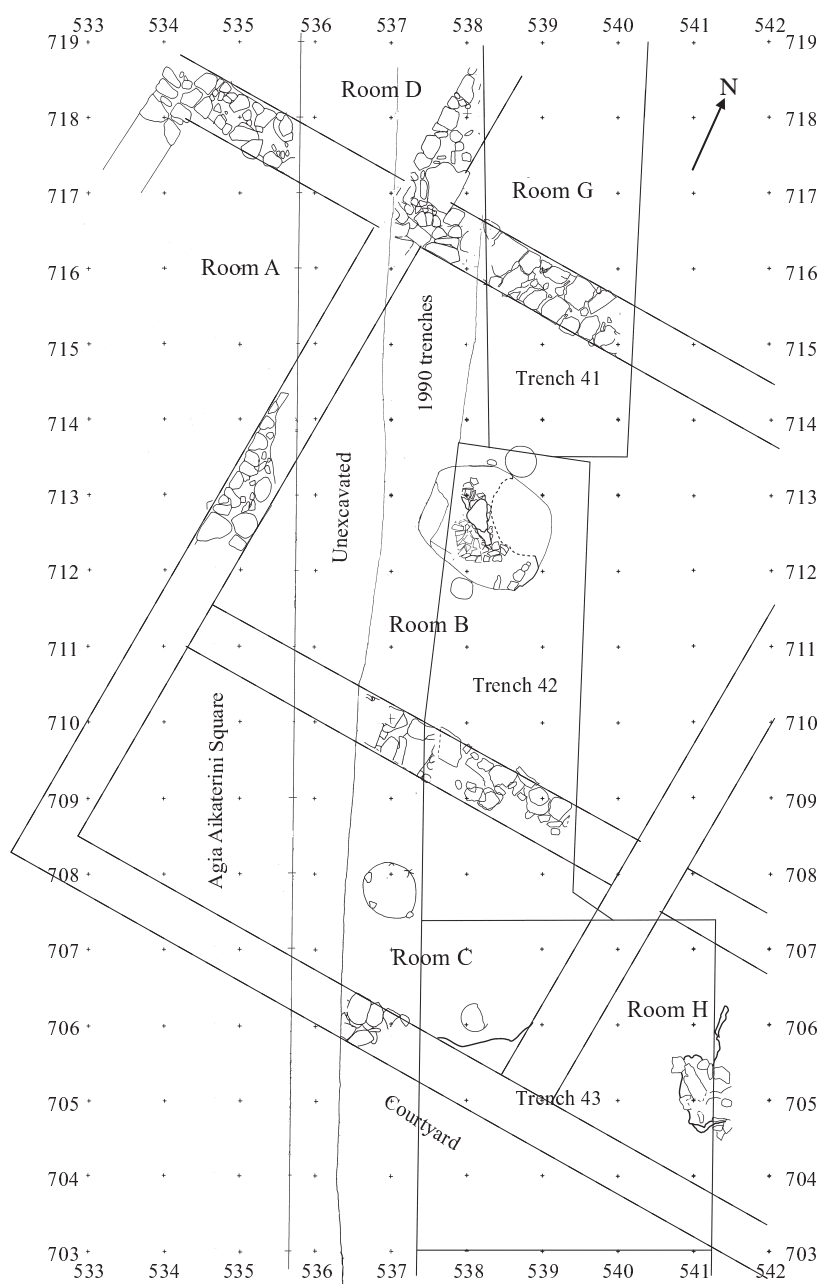 533 534 535 536 537 538 539 540 541 542
719 719
Room D
N
718 718
717 717
Room G
Room A
716 716
1990 trenches
715 715
Trench 41
714 714
Unexcavated
713 713
712 712
Room B
711 711
Trench 42
710 710
Agia Aikaterini Square
709 709
708 708
707 707
Room C
Room H
706 706
705 705
Trench 43
Courtyard
704 704
703 703
533 534 535 536 537 538 539 540 541 542